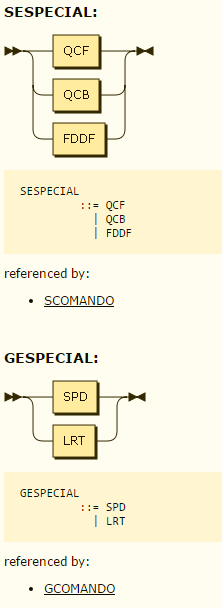 SESPECIAL:
QCF
QCB
FDDF
SESPECIAL
::= QCF
| QCB
| FDDF
referenced by:
• SCOMANDO
GESPECIAL:
SPD
LRT
GESPECIAL
::= SPD
| LRT
referenced by:
• GCOMANDO